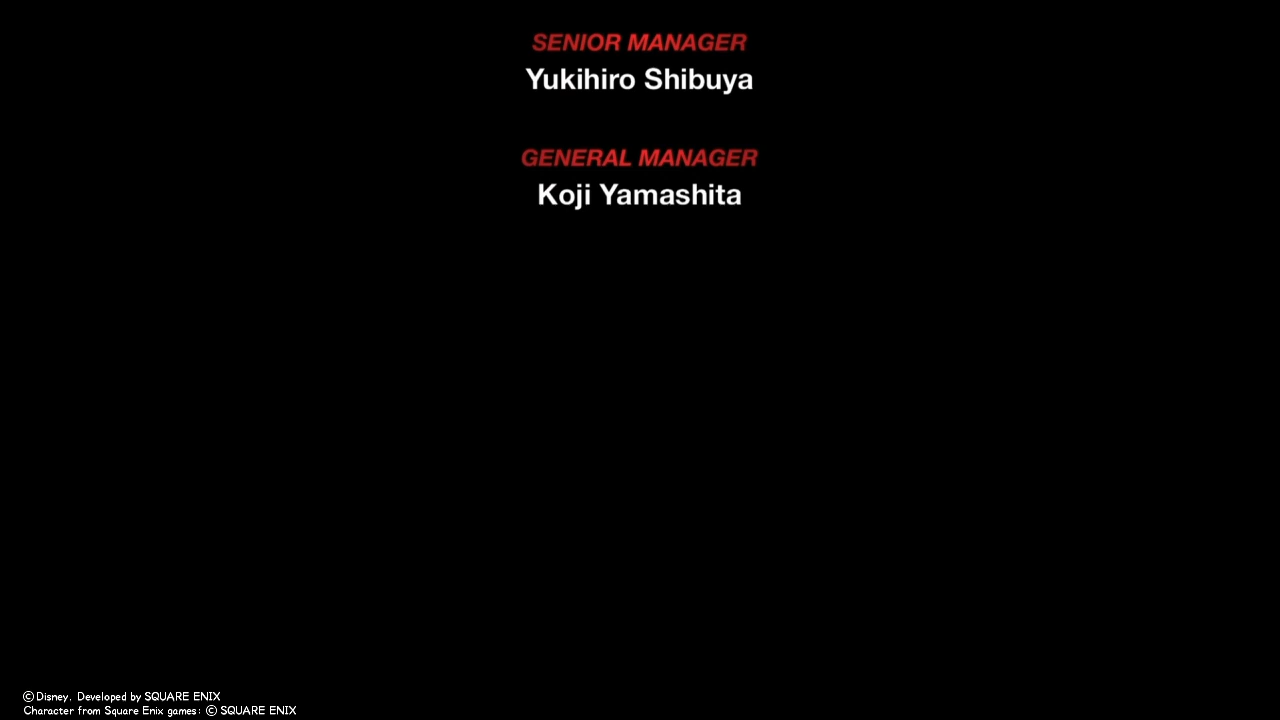 SENIOR MANAGER
Yukihiro Shibuya
GENERAL MANAGER
Koji Yamashita
©Disney. Developed by SQUARE ENIX
Character from Square Enix games: © SQUARE ENIX